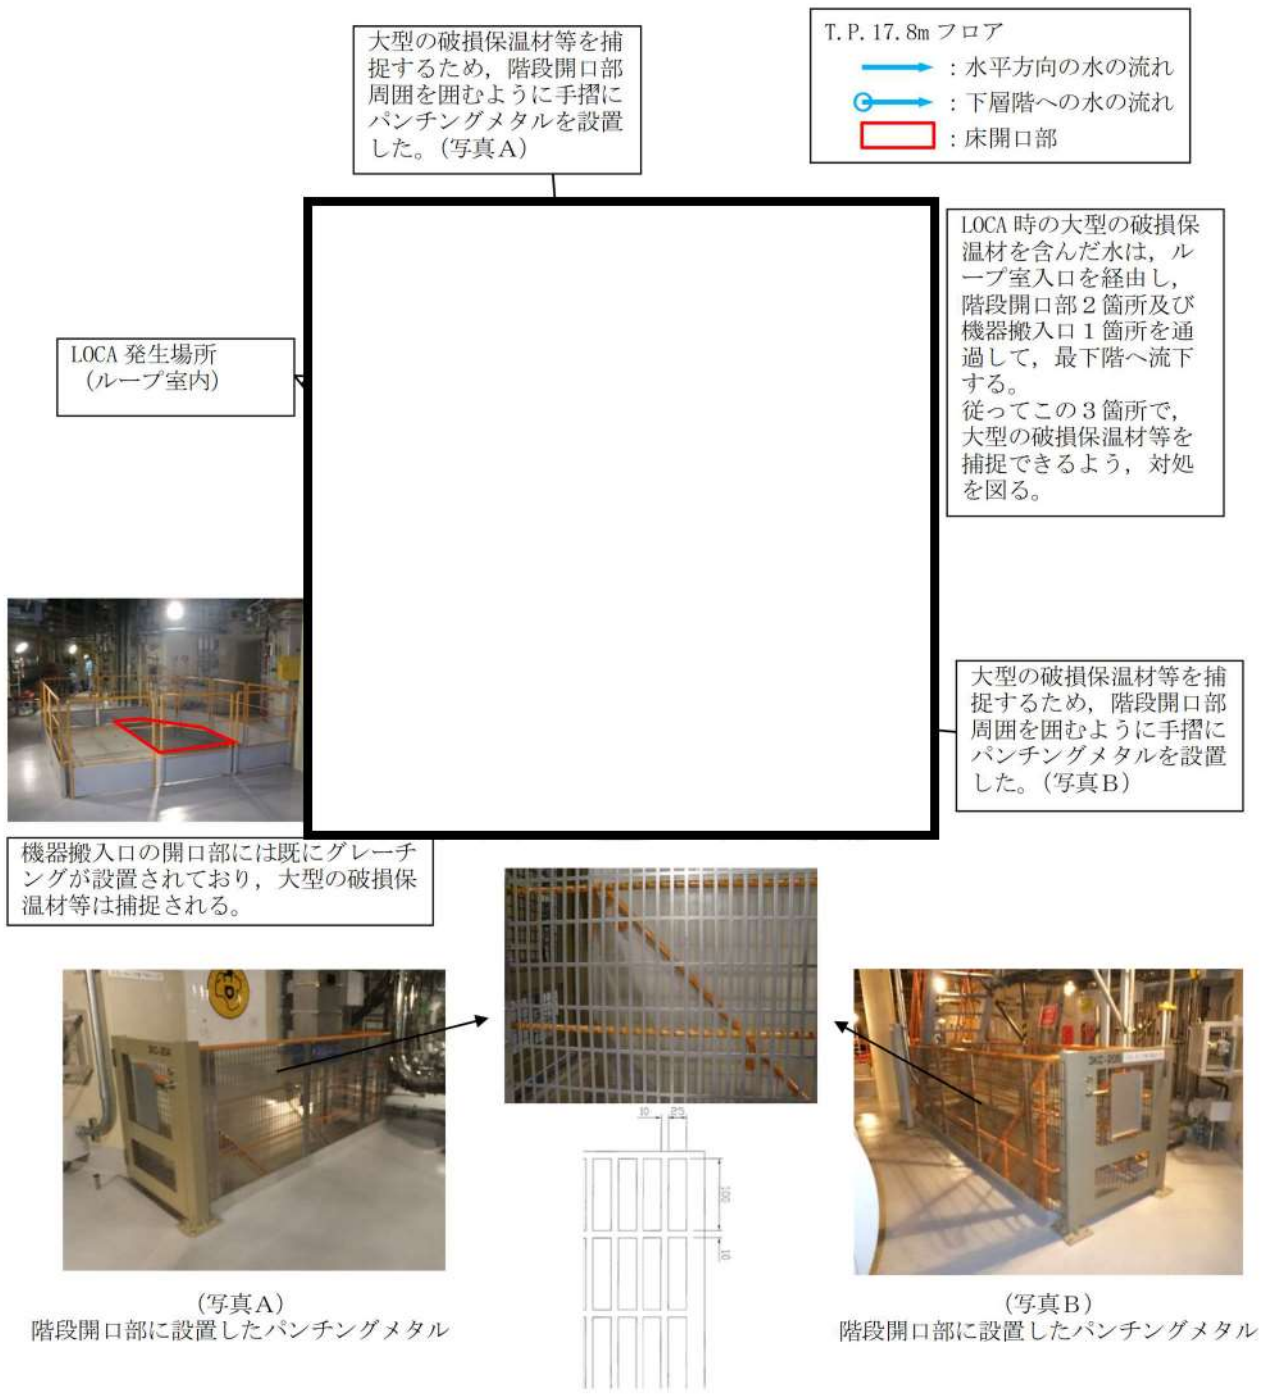 大型の破損保温材等を捕
捉するため，階段開口部
周囲を囲むように手摺に
パンチングメタルを設置
した。（写真Ａ）
T.P.17.8m フロア
：水平方向の水の流れ
：下層階への水の流れ
：床開口部
LOCA 時の大型の破損保
温材を含んだ水は，ル
ープ室入口を経由し，
階段開口部２箇所及び
機器搬入口１箇所を通
過して，最下階へ流下
する。
従ってこの３箇所で，
大型の破損保温材等を
捕捉できるよう，対処
を図る。
LOCA 発生場所
（ループ室内）
大型の破損保温材等を捕
捉するため，階段開口部
周囲を囲むように手摺に
パンチングメタルを設置
した。（写真Ｂ）
機器搬入口の開口部には既にグレーチ
ングが設置されており，大型の破損保
温材等は捕捉される。
10
25
100
10
（写真Ａ）
階段開口部に設置したパンチングメタル
（写真Ｂ）
階段開口部に設置したパンチングメタル